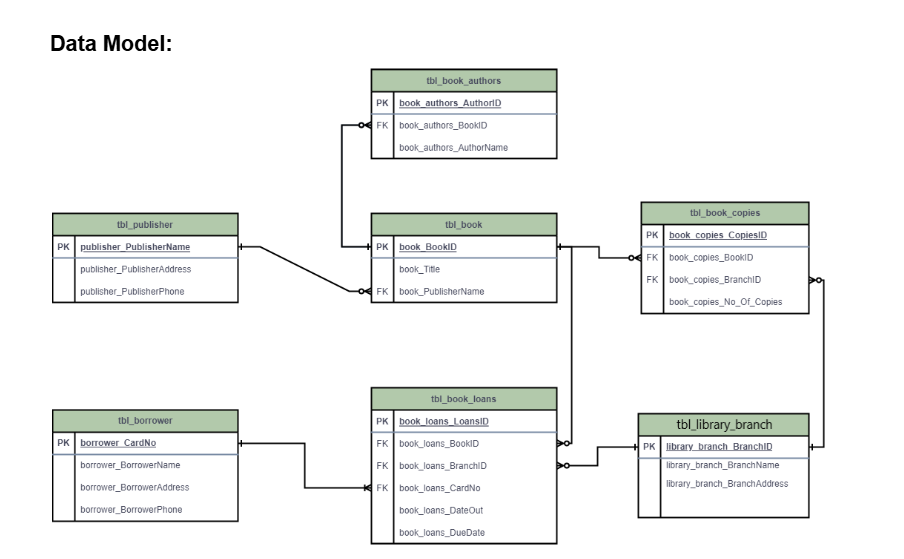 Data Model:
tbl_book_authors
PK book_authors_AuthorID
FK book_authors_BookID
book_authors_AuthorName
tbl_publisher
PK publisher_PublisherName
publisher_PublisherAddress
publisher_PublisherPhone
tbl_book
PK book_BookID
book_Title
FK book_PublisherName
tbl_book_copies
PK book_copies_CopiesID
FK book_copies_BookID
FK book_copies_BranchID
book_copies_No_Of_Copies
tbl_borrower
PK borrower_CardNo
borrower_BorrowerName
borrower_BorrowerAddress
borrower_BorrowerPhone
tbl_book_loans
PK book_loans_LoansID
FK book_loans_BookID
FK book_loans_BranchID
FK book_loans_CardNo
book_loans_DateOut
book_loans_DueDate
tbl_library_branch
PK library_branch_BranchID
library_branch_BranchName
library_branch_BranchAddress